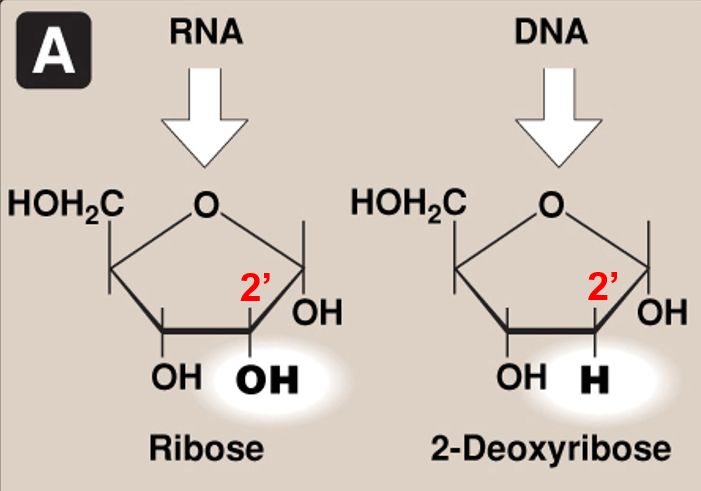 A
RNA
DNA
HOH₂C
O
2’
OH
OH
OH
Ribose
HOH₂C
O
2’
OH
OH
H
2-Deoxyribose